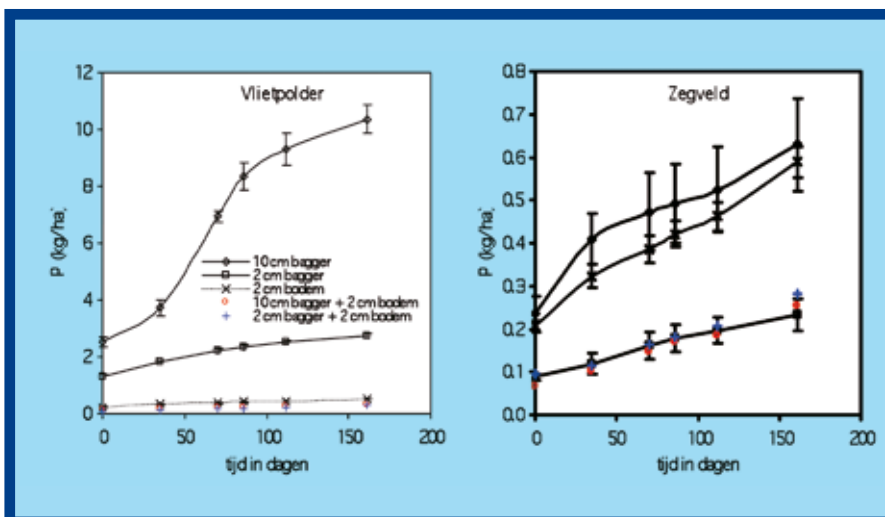 Vlietpolder
12
10
8
6
4
2
0
P (kg/ha)
10 cm bagger
2 cm bagger
2 cm bodem
10 cm bagger + 2 cm bodem
2 cm bagger + 2 cm bodem
0 50 100 150 200
tijd in dagen
Zegveld
0.8
0.7
0.6
0.5
0.4
0.3
0.2
0.1
0.0
P (kg/ha)
0 50 100 150 200
tijd in dagen